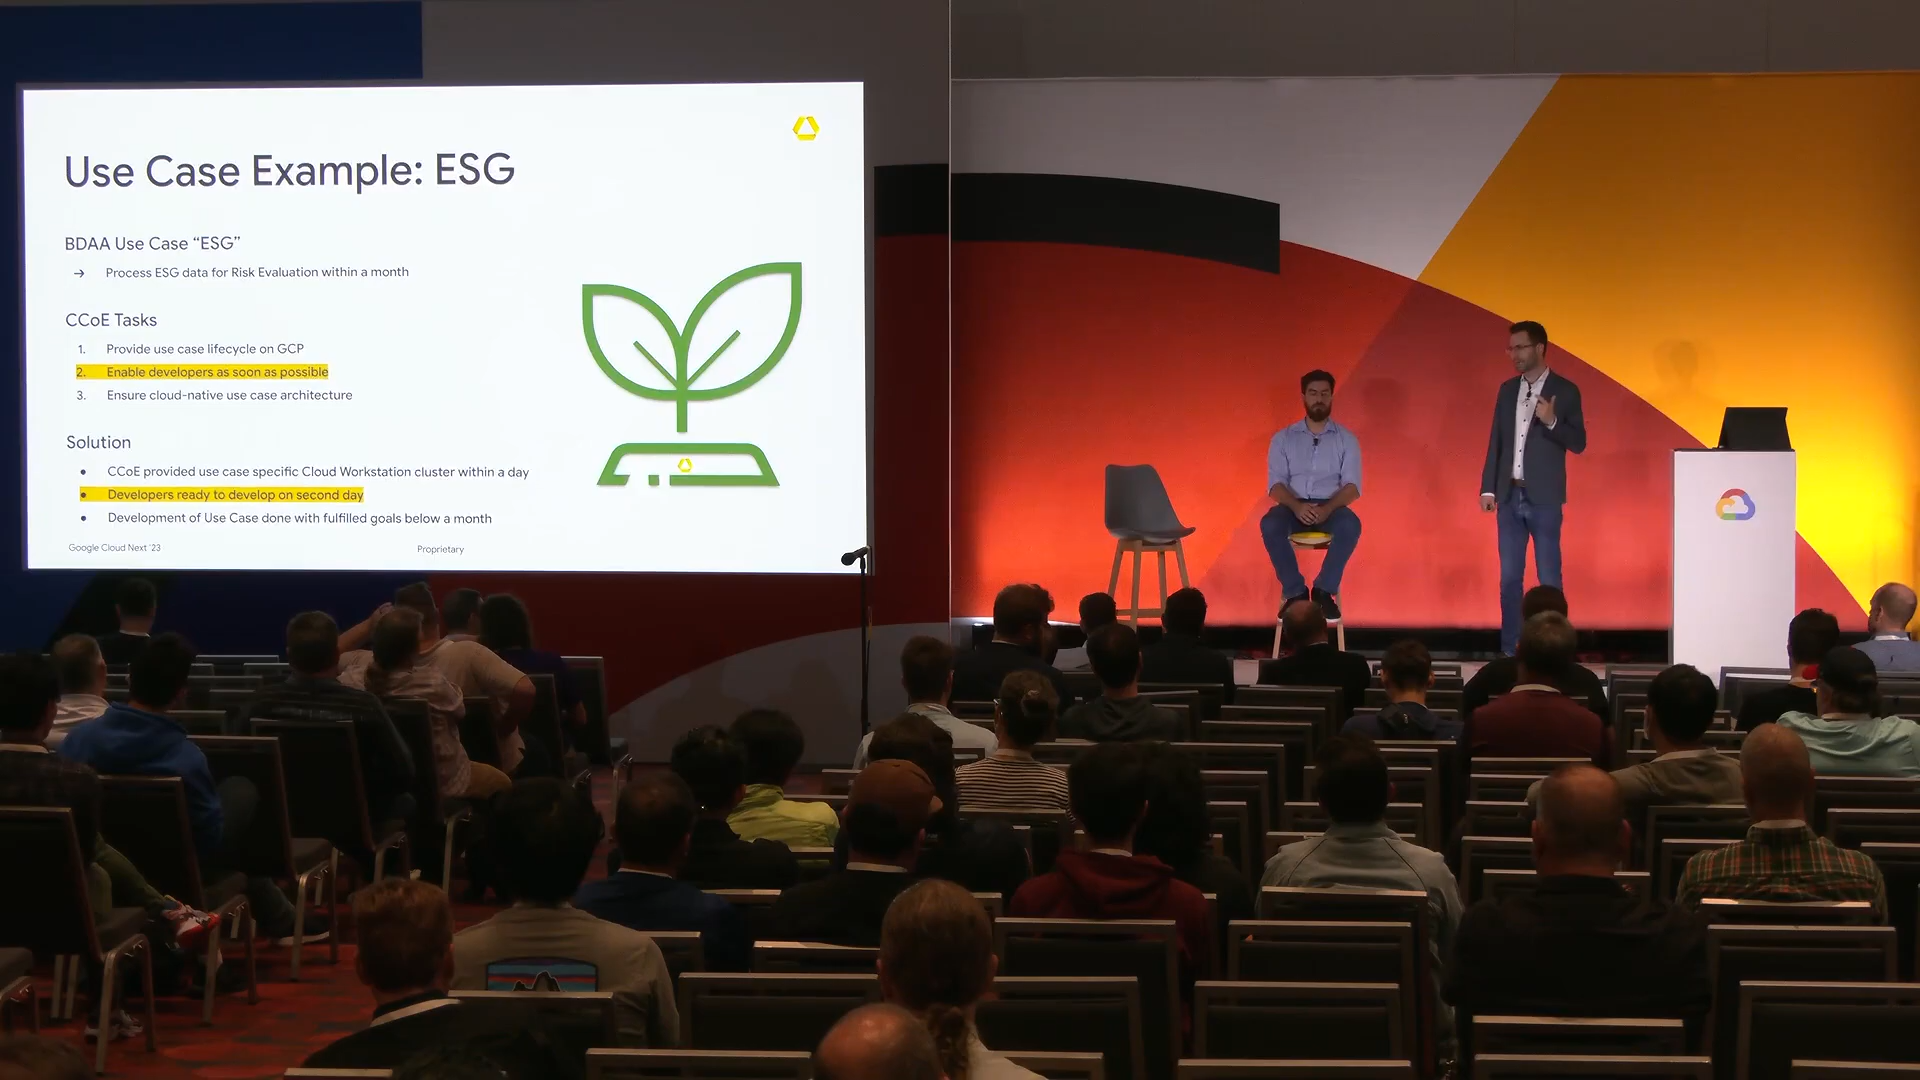 Use Case Example: ESG
BDAA Use Case “ESG”
→ Process ESG data for Risk Evaluation within a month
CCoE Tasks
1. Provide use case lifecycle on GCP
2. Enable developers as soon as possible
3. Ensure cloud-native use case architecture
Solution
● CCoE provided use case specific Cloud Workstation cluster within a day
● Developers ready to develop on second day
● Development of Use Case done with fulfilled goals below a month
Google Cloud Next '23
Proprietary